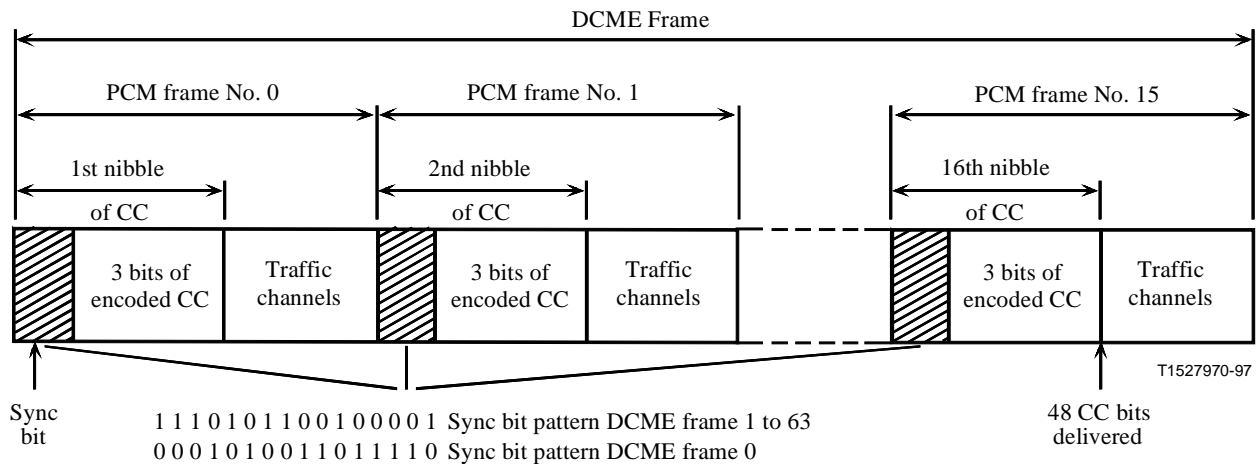 DCME Frame
PCM frame No. 0
PCM frame No. 1
PCM frame No. 15
1st nibble
of CC
2nd nibble
of CC
16th nibble
of CC
3 bits of
encoded CC
Traffic
channels
3 bits of
encoded CC
Traffic
channels
3 bits of
encoded CC
Traffic
channels
T1527970-97
Sync
bit
1 1 1 0 1 0 1 1 0 0 1 0 0 0 0 1 Sync bit pattern DCME frame 1 to 63
0 0 0 1 0 1 0 0 1 1 0 1 1 1 1 0 Sync bit pattern DCME frame 0
48 CC bits
delivered